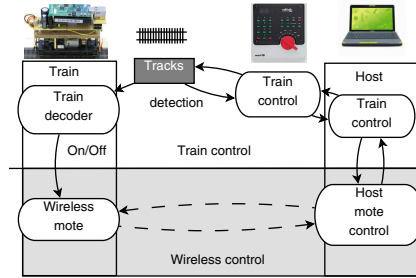 Train
Tracks
Host
Train
decoder
detection
Train
control
Train
control
On/Off
Train control
Wireless
mote
Host
mote
control
Wireless control